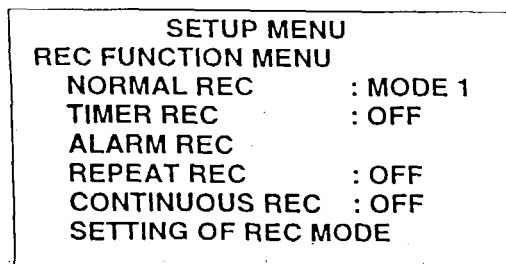 SETUP MENU
REC FUNCTION MENU
NORMAL REC : MODE 1
TIMER REC : OFF
ALARM REC
REPEAT REC : OFF
CONTINUOUS REC : OFF
SETTING OF REC MODE